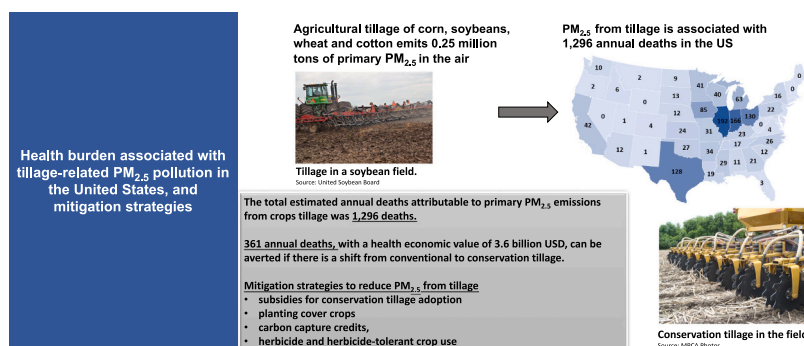 Health burden associated with
tillage-related PM2.5 pollution in
the United States, and
mitigation strategies
Agricultural tillage of corn, soybeans,
wheat and cotton emits 0.25 million
tons of primary PM2.5 in the air
Tillage in a soybean field.
Source: United Soybean Board
PM2.5 from tillage is associated with
1,296 annual deaths in the US
10
2
9
41
0
2
6
13
40
63
16
0
0
85
22
42
0
1
4
12
192
166
130
0
4
24
31
23
26
12
1
27
34
17
12
128
29
11
21
19
3
The total estimated annual deaths attributable to primary PM2.5 emissions
from crops tillage was 1,296 deaths.
361 annual deaths, with a health economic value of 3.6 billion USD, can be
averted if there is a shift from conventional to conservation tillage.
Mitigation strategies to reduce PM2.5 from tillage
• subsidies for conservation tillage adoption
• planting cover crops
• carbon capture credits,
• herbicide and herbicide-tolerant crop use
Conservation tillage in the field
Source: MRCA Photos